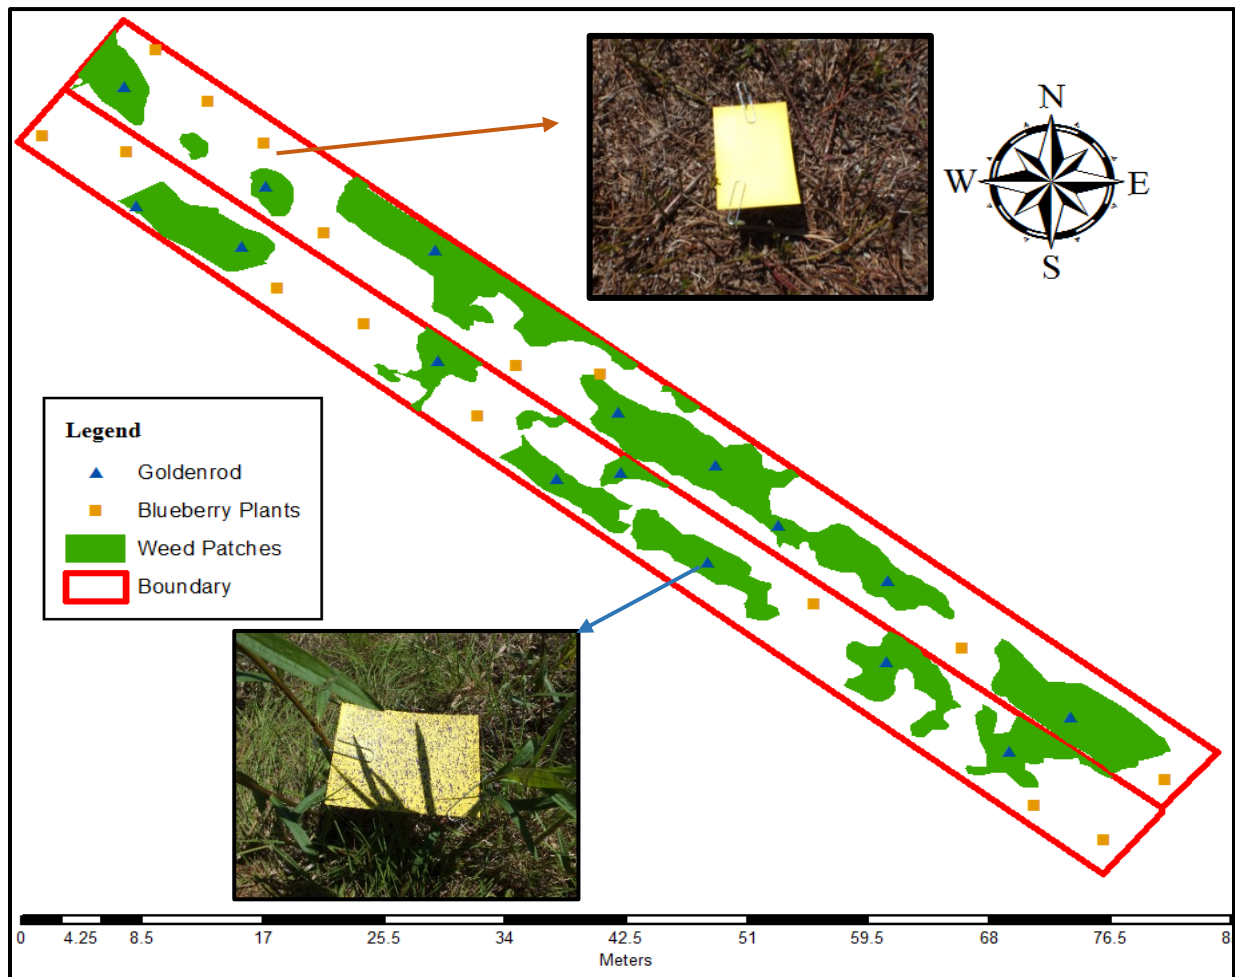 N
W E
S
Legend
Goldenrod
Blueberry Plants
Weed Patches
Boundary
0 4.25 8.5 17 25.5 34 42.5 51 59.5 68 76.5 8
Meters